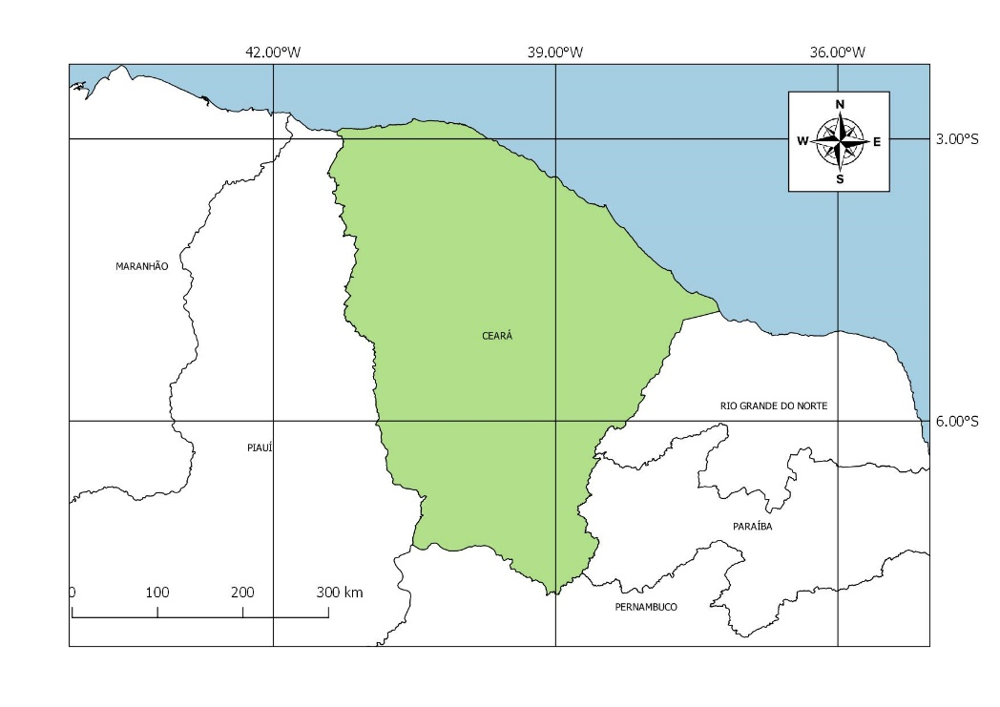 42.00°W 39.00°W 36.00°W
N
W E
S
3.00°S
MARANHÃO
CEARÁ
RIO GRANDE DO NORTE
6.00°S
PIAUÍ
PARAÍBA
0 100 200 300 km
PERNAMBUCO